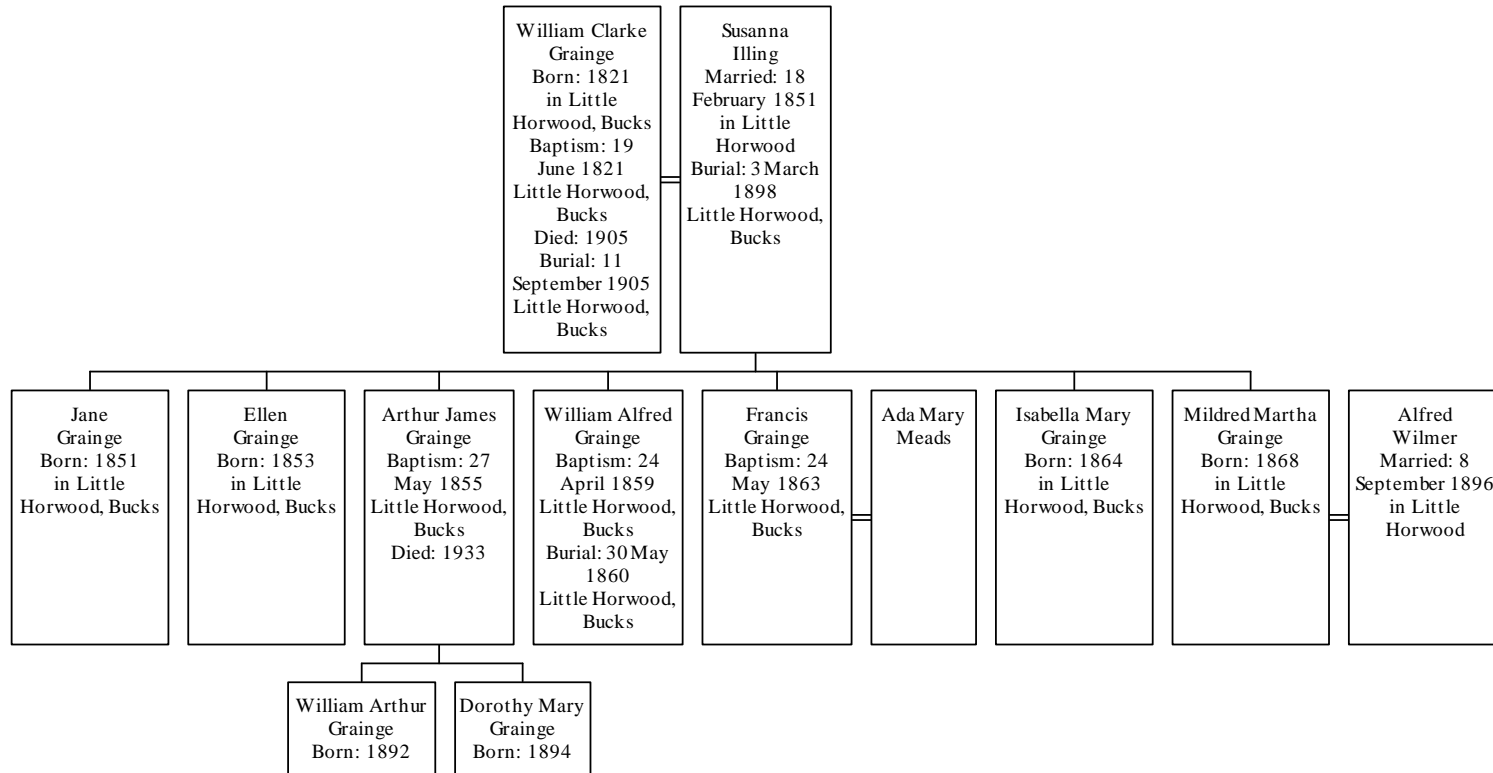 William Clarke
Grainge
Born: 1821
in Little
Horwood, Bucks
Baptism: 19
June 1821
Little Horwood,
Bucks
Died: 1905
Burial: 11
September 1905
Little Horwood,
Bucks
Susanna
Illing
Married: 18
February 1851
in Little
Horwood
Burial: 3 March
1898
Little Horwood,
Bucks
Jane
Grainge
Born: 1851
in Little
Horwood, Bucks
Ellen
Grainge
Born: 1853
in Little
Horwood, Bucks
Arthur James
Grainge
Baptism: 27
May 1855
Little Horwood,
Bucks
Died: 1933
William Alfred
Grainge
Baptism: 24
April 1859
Little Horwood,
Bucks
Burial: 30 May
1860
Little Horwood,
Bucks
Francis
Grainge
Baptism: 24
May 1863
Little Horwood,
Bucks
Ada Mary
Meads
Isabella Mary
Grainge
Born: 1864
in Little
Horwood, Bucks
Mildred Martha
Grainge
Born: 1868
in Little
Horwood, Bucks
Alfred
Wilmer
Married: 8
September 1896
in Little
Horwood
William Arthur
Grainge
Born: 1892
Dorothy Mary
Grainge
Born: 1894